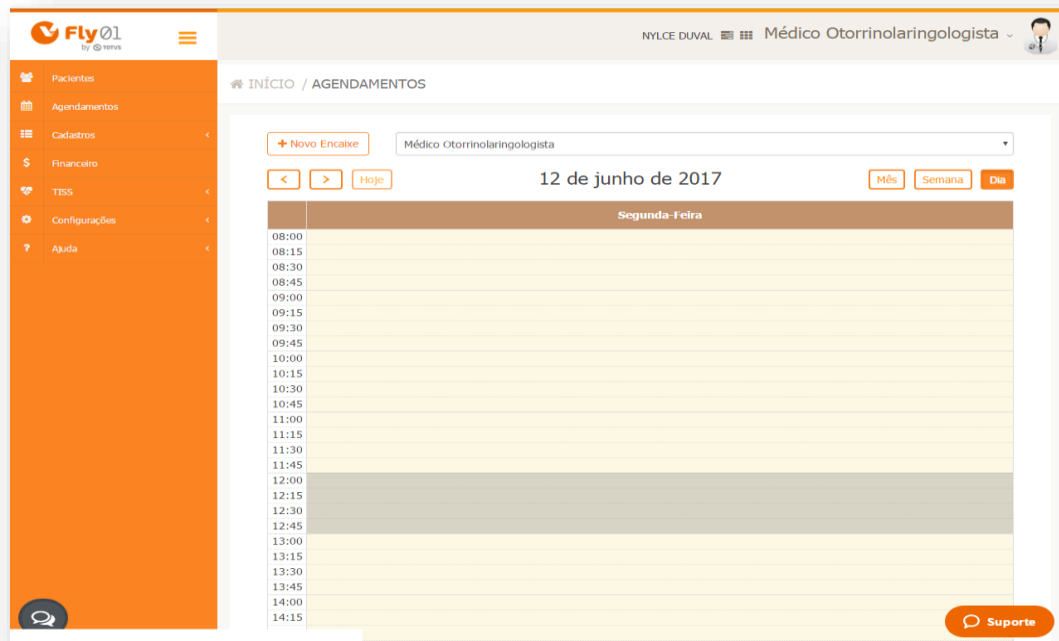 Fly01
by TOTVS
NYLCE DUVAL Médico Otorrinolaringologista
Pacientes
Agendamentos
Cadastros
Financeiro
TISS
Configurações
Ajuda
INÍCIO / AGENDAMENTOS
+ Novo Encaixe
Médico Otorrinolaringologista
< > Hoje
12 de junho de 2017
Mês Semana Dia
Segunda-Feira
08:00
08:15
08:30
08:45
09:00
09:15
09:30
09:45
10:00
10:15
10:30
10:45
11:00
11:15
11:30
11:45
12:00
12:15
12:30
12:45
13:00
13:15
13:30
13:45
14:00
14:15
Suporte